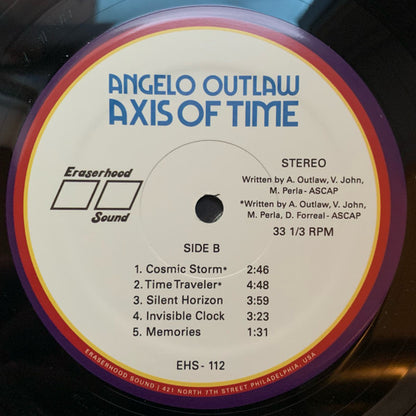 ANGELO OUTLAW
AXIS OF TIME
Eraserhood
Sound
STEREO
Written by A. Outlaw, V. John,
M. Perla - ASCAP
*Written by A. Outlaw, V. John,
M. Perla, D. Forreal - ASCAP
33 1/3 RPM
SIDE B
1. Cosmic Storm* 2:46
2. Time Traveler* 4:48
3. Silent Horizon 3:59
4. Invisible Clock 3:23
5. Memories 1:31
EHS - 112
ERASERHOOD SOUND | 421 NORTH 7TH STREET PHILADELPHIA, USA